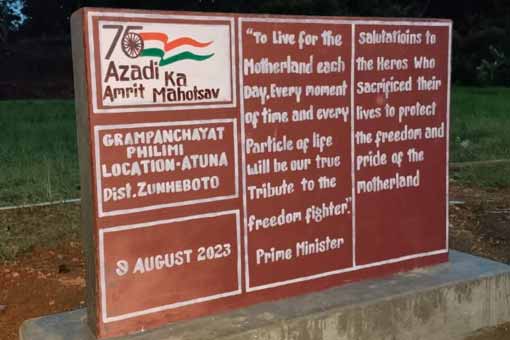 75
Azadi Ka
Amrit Mahotsav
GRAMPANCHAYAT
PHILIMI
LOCATION-ATUNA
Dist. ZUNHEBOTO
9 AUGUST 2023
"To Live for the
Motherland each
Day, Every moment
of time and every
Particle of life
will be our true
Tribute to the
freedom fighter".
Prime Minister
Salutatioins to
the Heros Who
Sacrificed their
lives to protect
the freedom and
pride of the
motherland